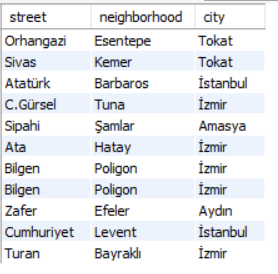 street neighborhood city
Orhangazi Esentepe Tokat
Sivas Kemer Tokat
Atatürk Barbaros İstanbul
C.Gürsel Tuna İzmir
Sipahi Şamlar Amasya
Ata Hatay İzmir
Bilgen Poligon İzmir
Bilgen Poligon İzmir
Zafer Efeler Aydın
Cumhuriyet Levent İstanbul
Turan Bayraklı İzmir